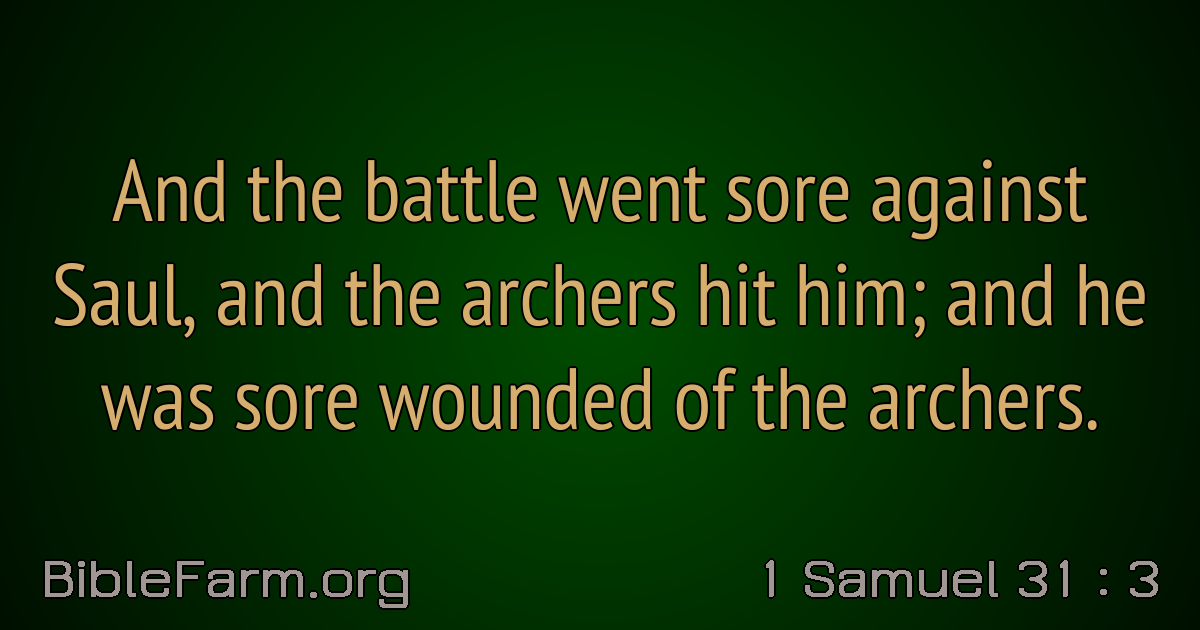 And the battle went sore against
Saul, and the archers hit him; and he
was sore wounded of the archers.
BibleFarm.org
1 Samuel 31 : 3